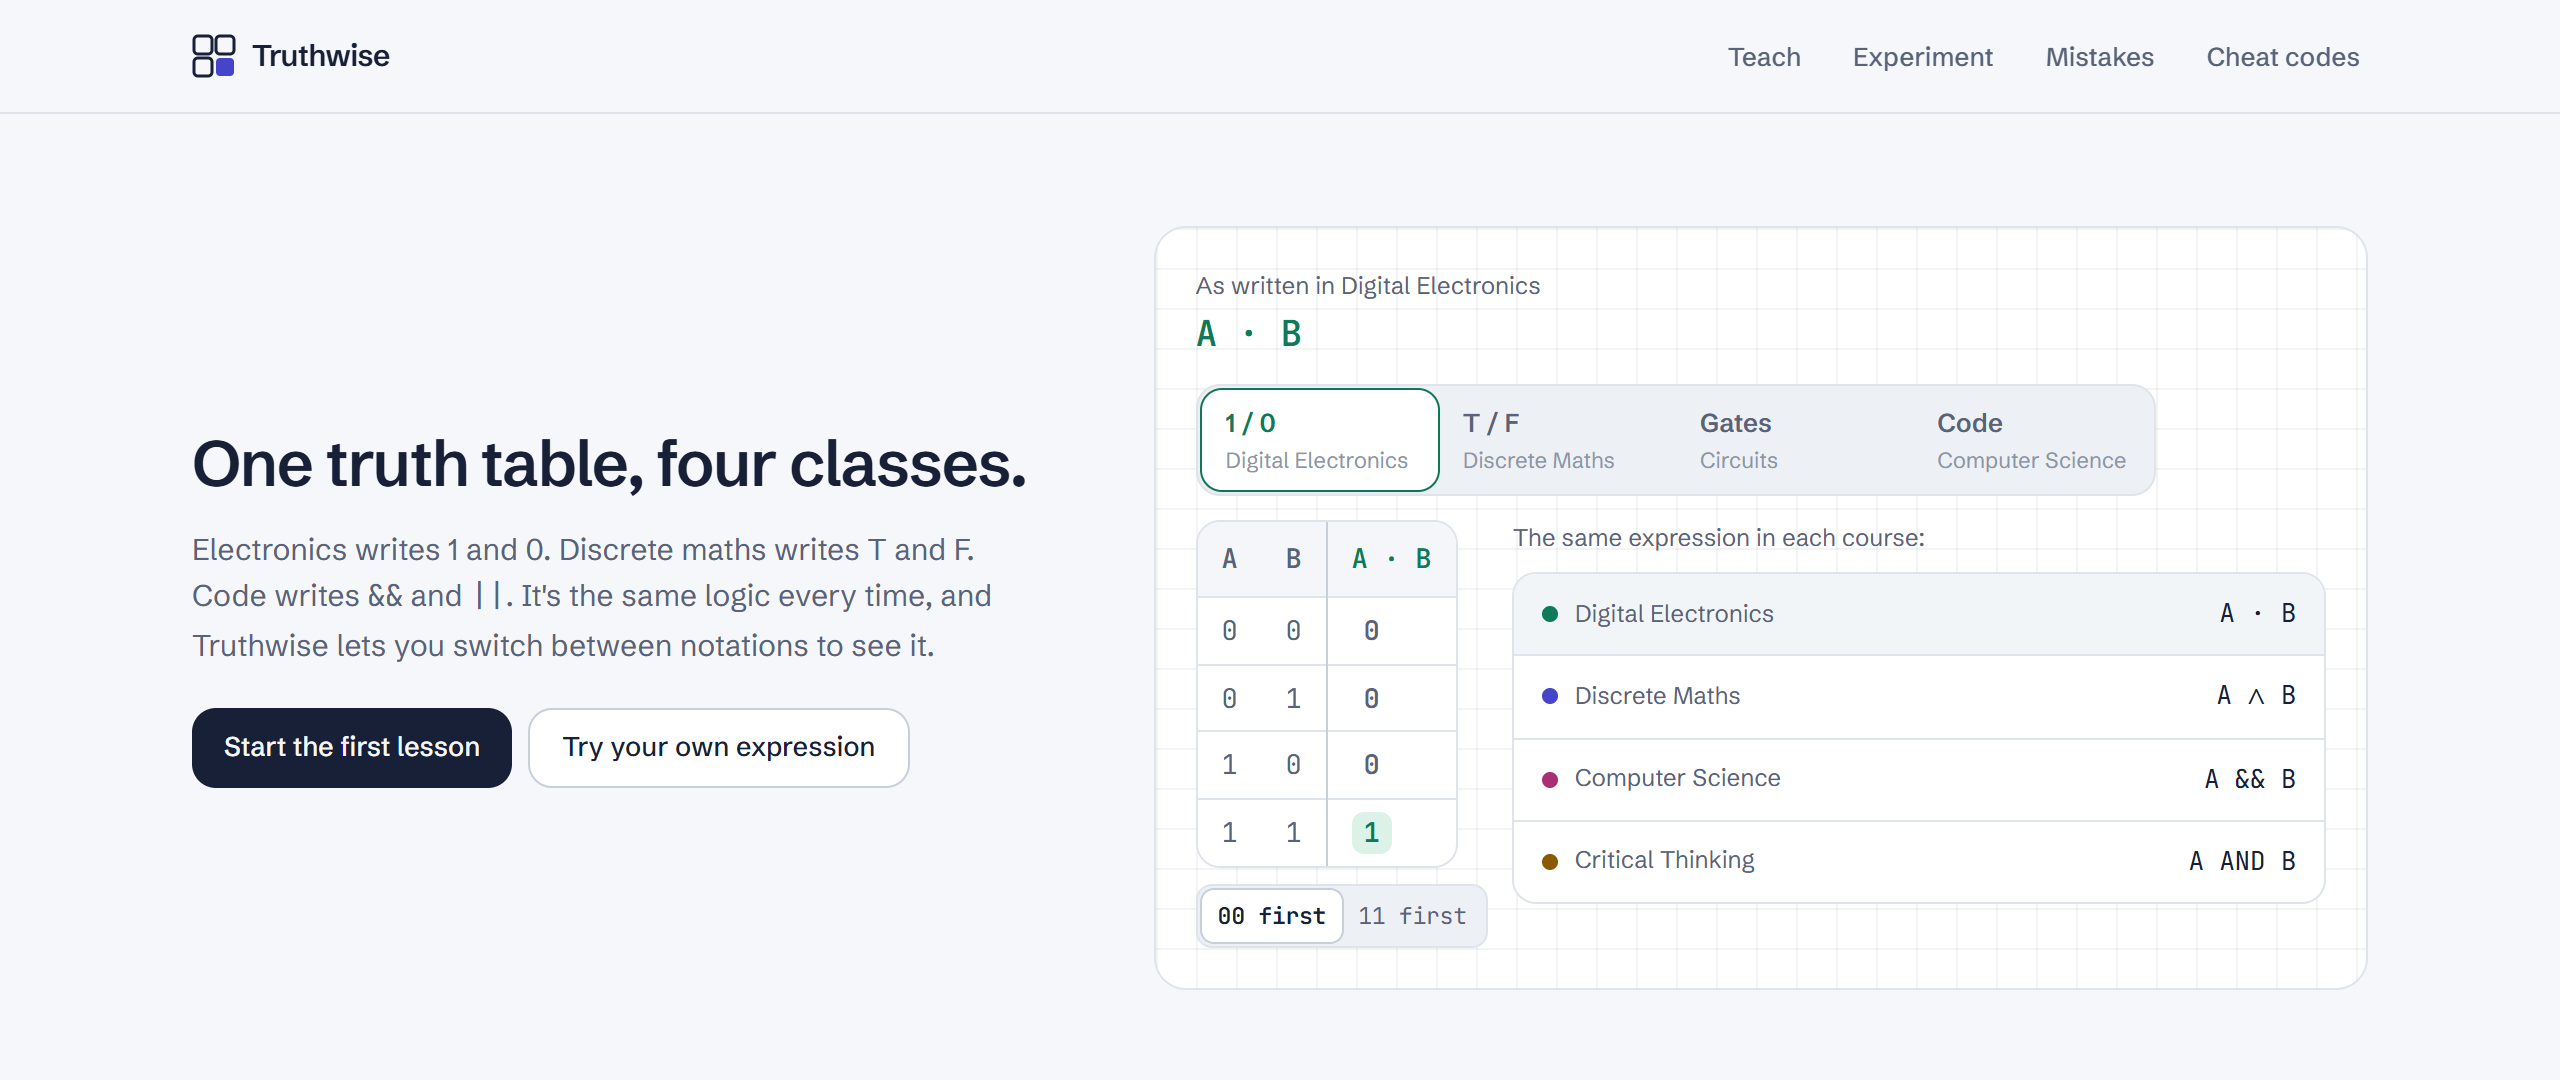 Truthwise
Teach Experiment Mistakes Cheat codes
One truth table, four classes.
Electronics writes 1 and 0. Discrete maths writes T and F.
Code writes && and ||. It's the same logic every time, and
Truthwise lets you switch between notations to see it.
Start the first lesson
Try your own expression
As written in Digital Electronics
A · B
1 / 0
Digital Electronics
T / F
Discrete Maths
Gates
Circuits
Code
Computer Science
A B A · B
0 0 0
0 1 0
1 0 0
1 1 1
00 first 11 first
The same expression in each course:
Digital Electronics A · B
Discrete Maths A ∧ B
Computer Science A && B
Critical Thinking A AND B